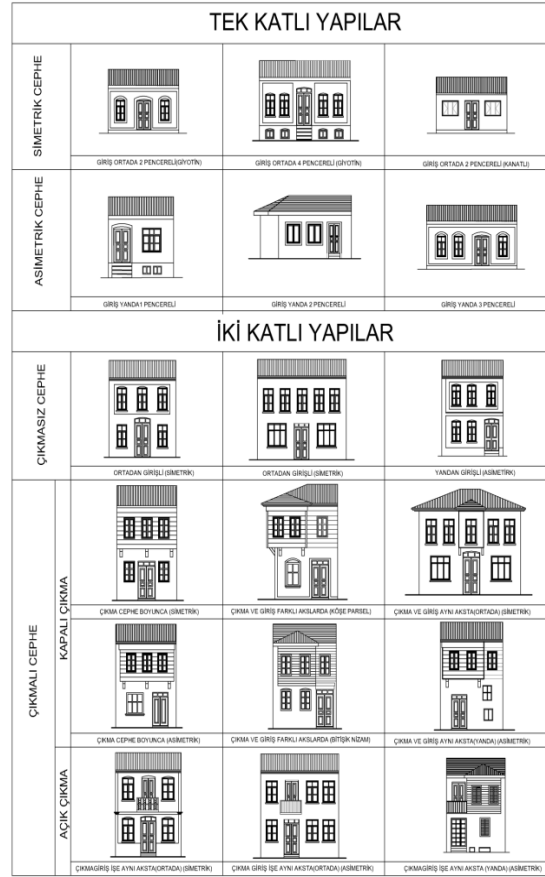 TEK KATLI YAPILAR
SİMETRİK CEPHE
GİRİŞ ORTADA 2 PENCERELİ(GİYOTİN)
GİRİŞ ORTADA 4 PENCERELİ (GİYOTİN)
GİRİŞ ORTADA 2 PENCERELİ (KANATLI)
ASİMETRİK CEPHE
GİRİŞ YANDA1 PENCERELİ
GİRİŞ YANDA 2 PENCERELİ
GİRİŞ YANDA 3 PENCERELİ
İKİ KATLI YAPILAR
ÇIKMASIZ CEPHE
ORTADAN GİRİŞLİ (SİMETRİK)
ORTADAN GİRİŞLİ (SİMETRİK)
YANDAN GİRİŞLİ (ASİMETİRK)
ÇIKMALI CEPHE
KAPALI ÇIKMA
ÇIKMA CEPHE BOYUNCA (SİMETRİK)
ÇIKMA VE GİRİŞ FARKLI AKSLARDA (KÖŞE PARSEL)
ÇIKMA VE GİRİŞ AYNI AKSTA(ORTADA) (SİMETRİK)
ÇIKMA CEPHE BOYUNCA (ASİMETRİK)
ÇIKMA VE GİRİŞ FARKLI AKSLARDA (BİTİŞİK NİZAM)
ÇIKMA VE GİRİŞ AYNI AKSTA(YANDA) (ASİMETRİK)
AÇIK ÇIKMA
ÇIKMAGİRİŞ İŞE AYNI AKSTA(ORTADA) (SİMETRİK)
ÇIKMA GİRİŞ İŞE AYNI AKSTA(ORTADA) (ASİMETRİK)
ÇIKMAGİRİŞ İŞE AYNI AKSTA (YANDA) (ASİMETRİK)